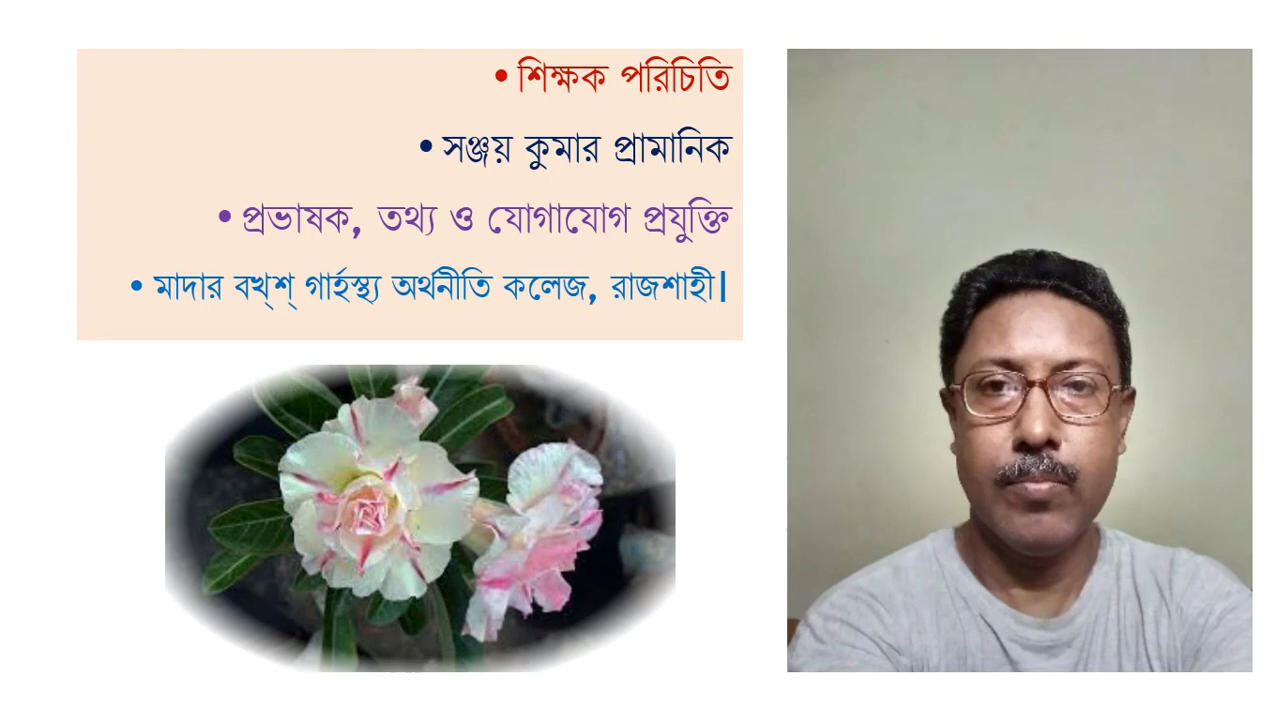 • শিক্ষক পরিচিতি
• সঞ্জয় কুমার প্রামানিক
• প্রভাষক, তথ্য ও যোগাযোগ প্রযুক্তি
• মাদার বখ্‌শ্‌ গার্হস্থ্য অর্থনীতি কলেজ, রাজশাহী।